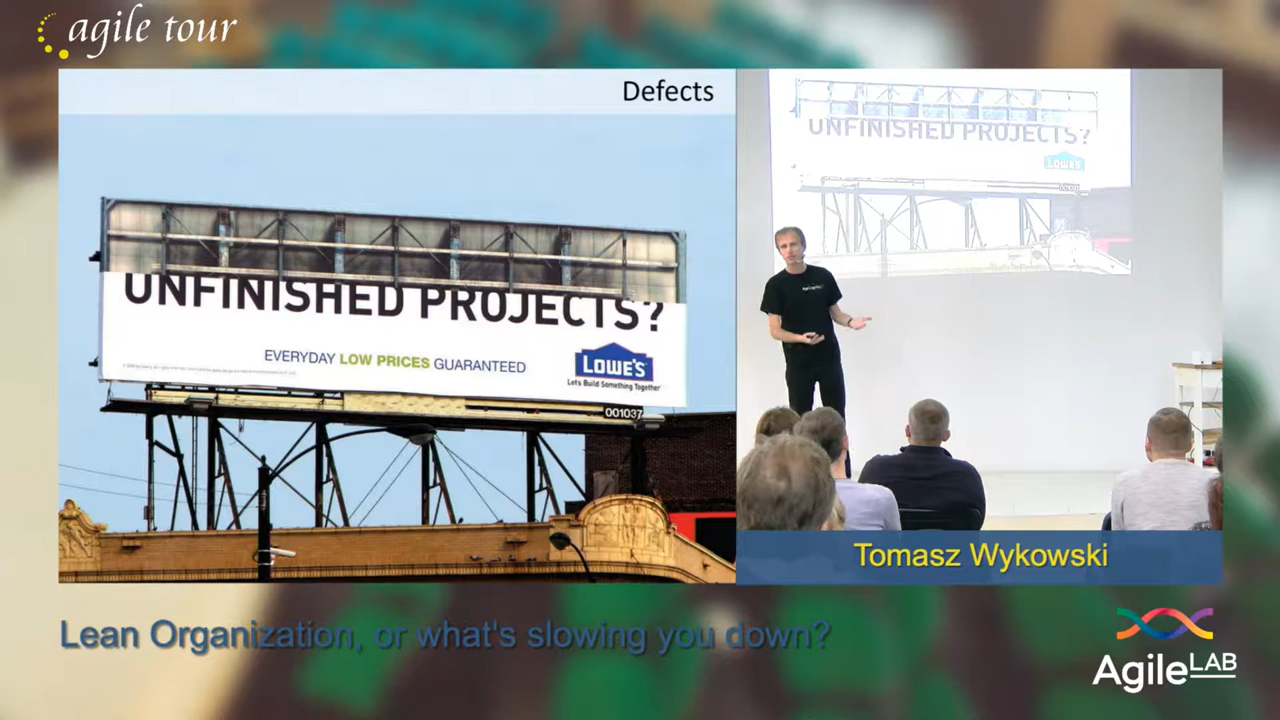 agile tour
Defects
UNFINISHED PROJECTS?
EVERYDAY LOW PRICES GUARANTEED
LOWE'S
Let's Build Something Together
001037
UNFINISHED PROJECTS?
LOWE'S
Tomasz Wykowski
Lean Organization, or what's slowing you down?
AgileLAB